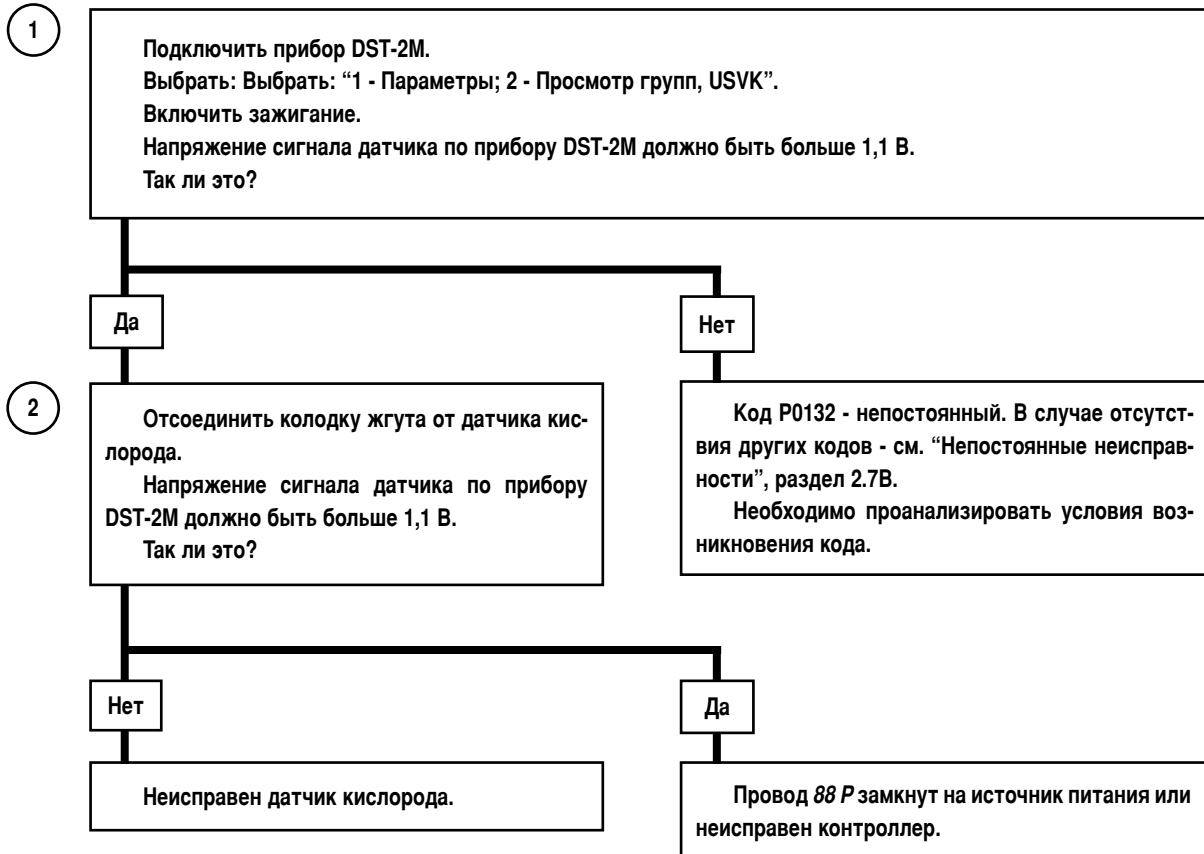 1
Подключить прибор DST-2M.
Выбрать: Выбрать: “1 - Параметры; 2 - Просмотр групп, USVK”.
Включить зажигание.
Напряжение сигнала датчика по прибору DST-2M должно быть больше 1,1 В.
Так ли это?
Да
Нет
2
Отсоединить колодку жгута от датчика кис-
лорода.
Напряжение сигнала датчика по прибору
DST-2M должно быть больше 1,1 В.
Так ли это?
Код P0132 - непостоянный. В случае отсутст-
вия других кодов - см. “Непостоянные неисправ-
ности”, раздел 2.7В.
Необходимо проанализировать условия воз-
никновения кода.
Нет
Да
Неисправен датчик кислорода.
Провод 88 Р замкнут на источник питания или
неисправен контроллер.